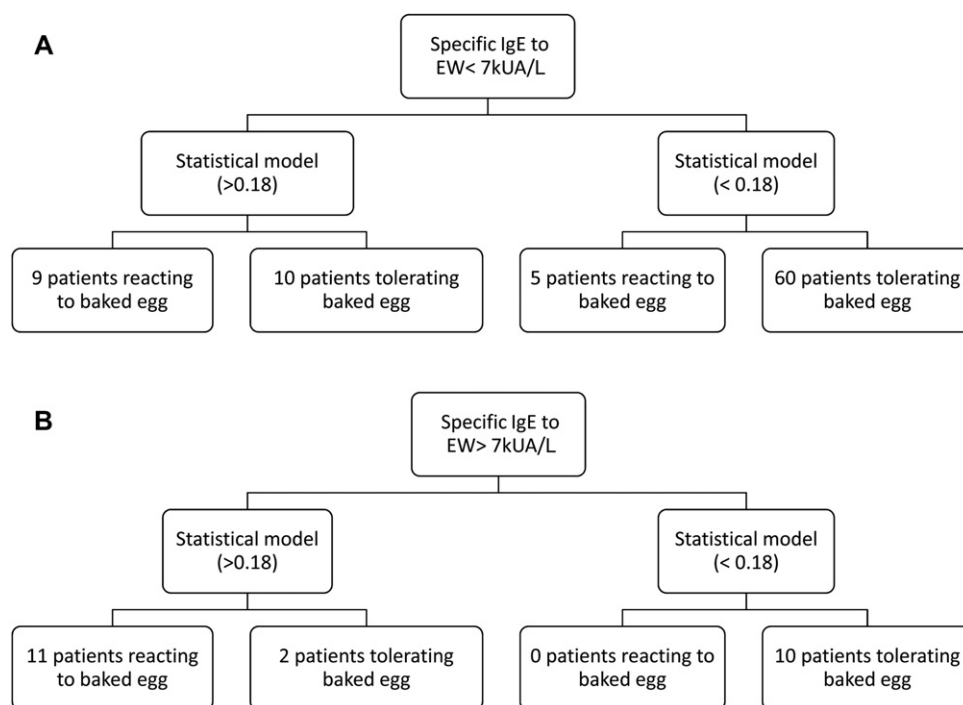 A
Specific IgE to
EW< 7kUA/L
Statistical model
(>0.18)
Statistical model
(< 0.18)
9 patients reacting
to baked egg
10 patients tolerating
baked egg
5 patients reacting to
baked egg
60 patients tolerating
baked egg
B
Specific IgE to
EW> 7kUA/L
Statistical model
(>0.18)
Statistical model
(< 0.18)
11 patients reacting
to baked egg
2 patients tolerating
baked egg
0 patients reacting to
baked egg
10 patients tolerating
baked egg